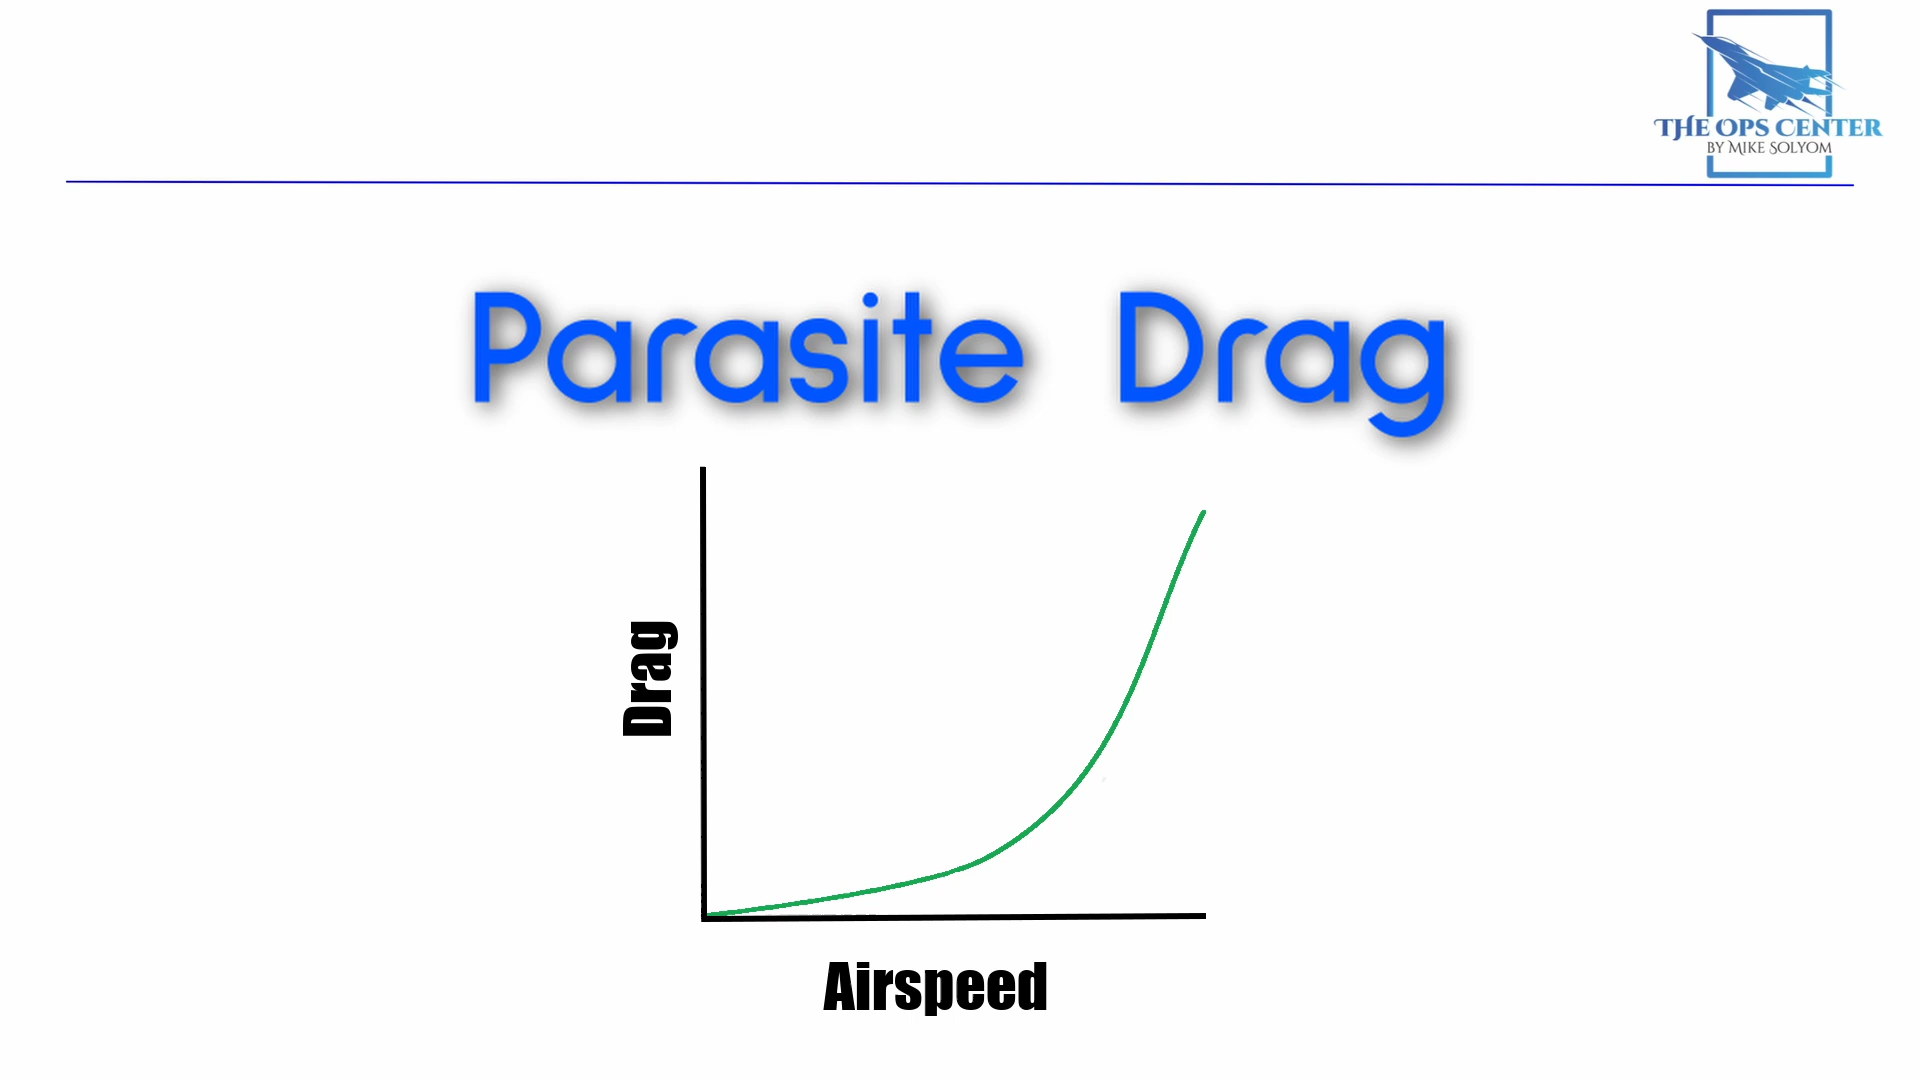 THE OPS CENTER
BY MIKE SOLYOM
Parasite Drag
Drag
Airspeed